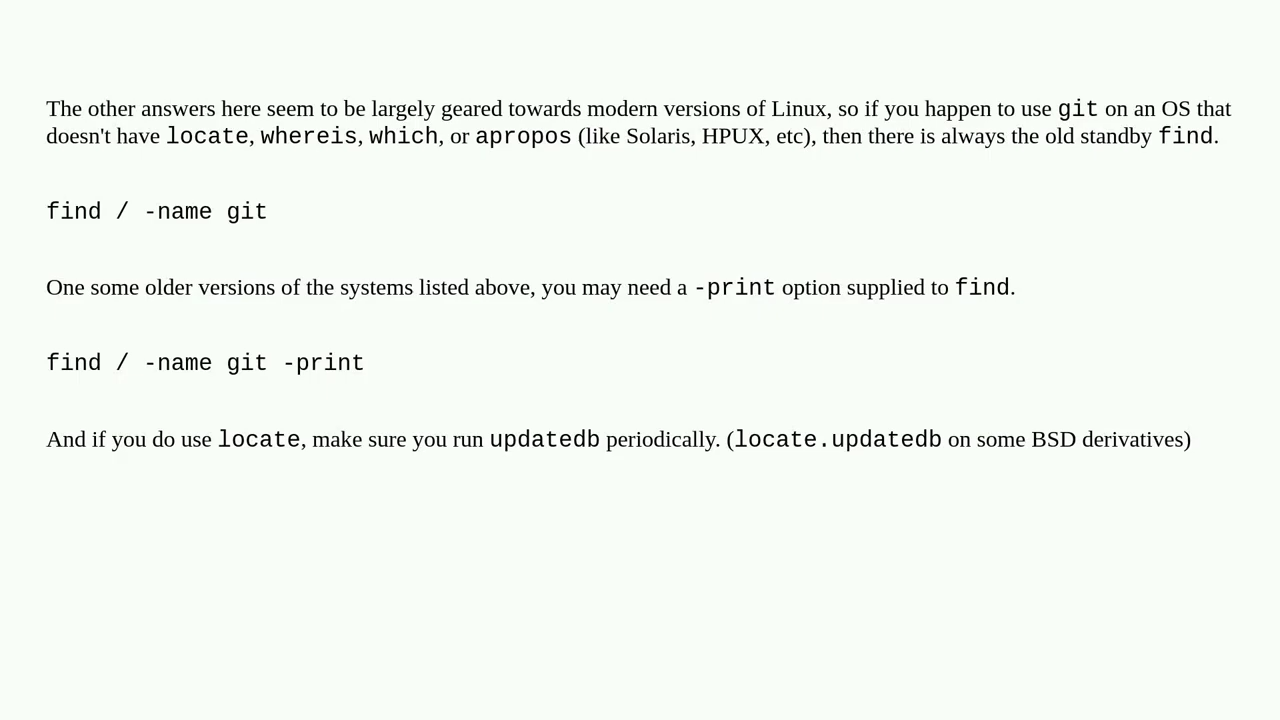 The other answers here seem to be largely geared towards modern versions of Linux, so if you happen to use git on an OS that
doesn't have locate, whereis, which, or apropos (like Solaris, HPUX, etc), then there is always the old standby find.
find / -name git
One some older versions of the systems listed above, you may need a -print option supplied to find.
find / -name git -print
And if you do use locate, make sure you run updatedb periodically. (locate.updatedb on some BSD derivatives)